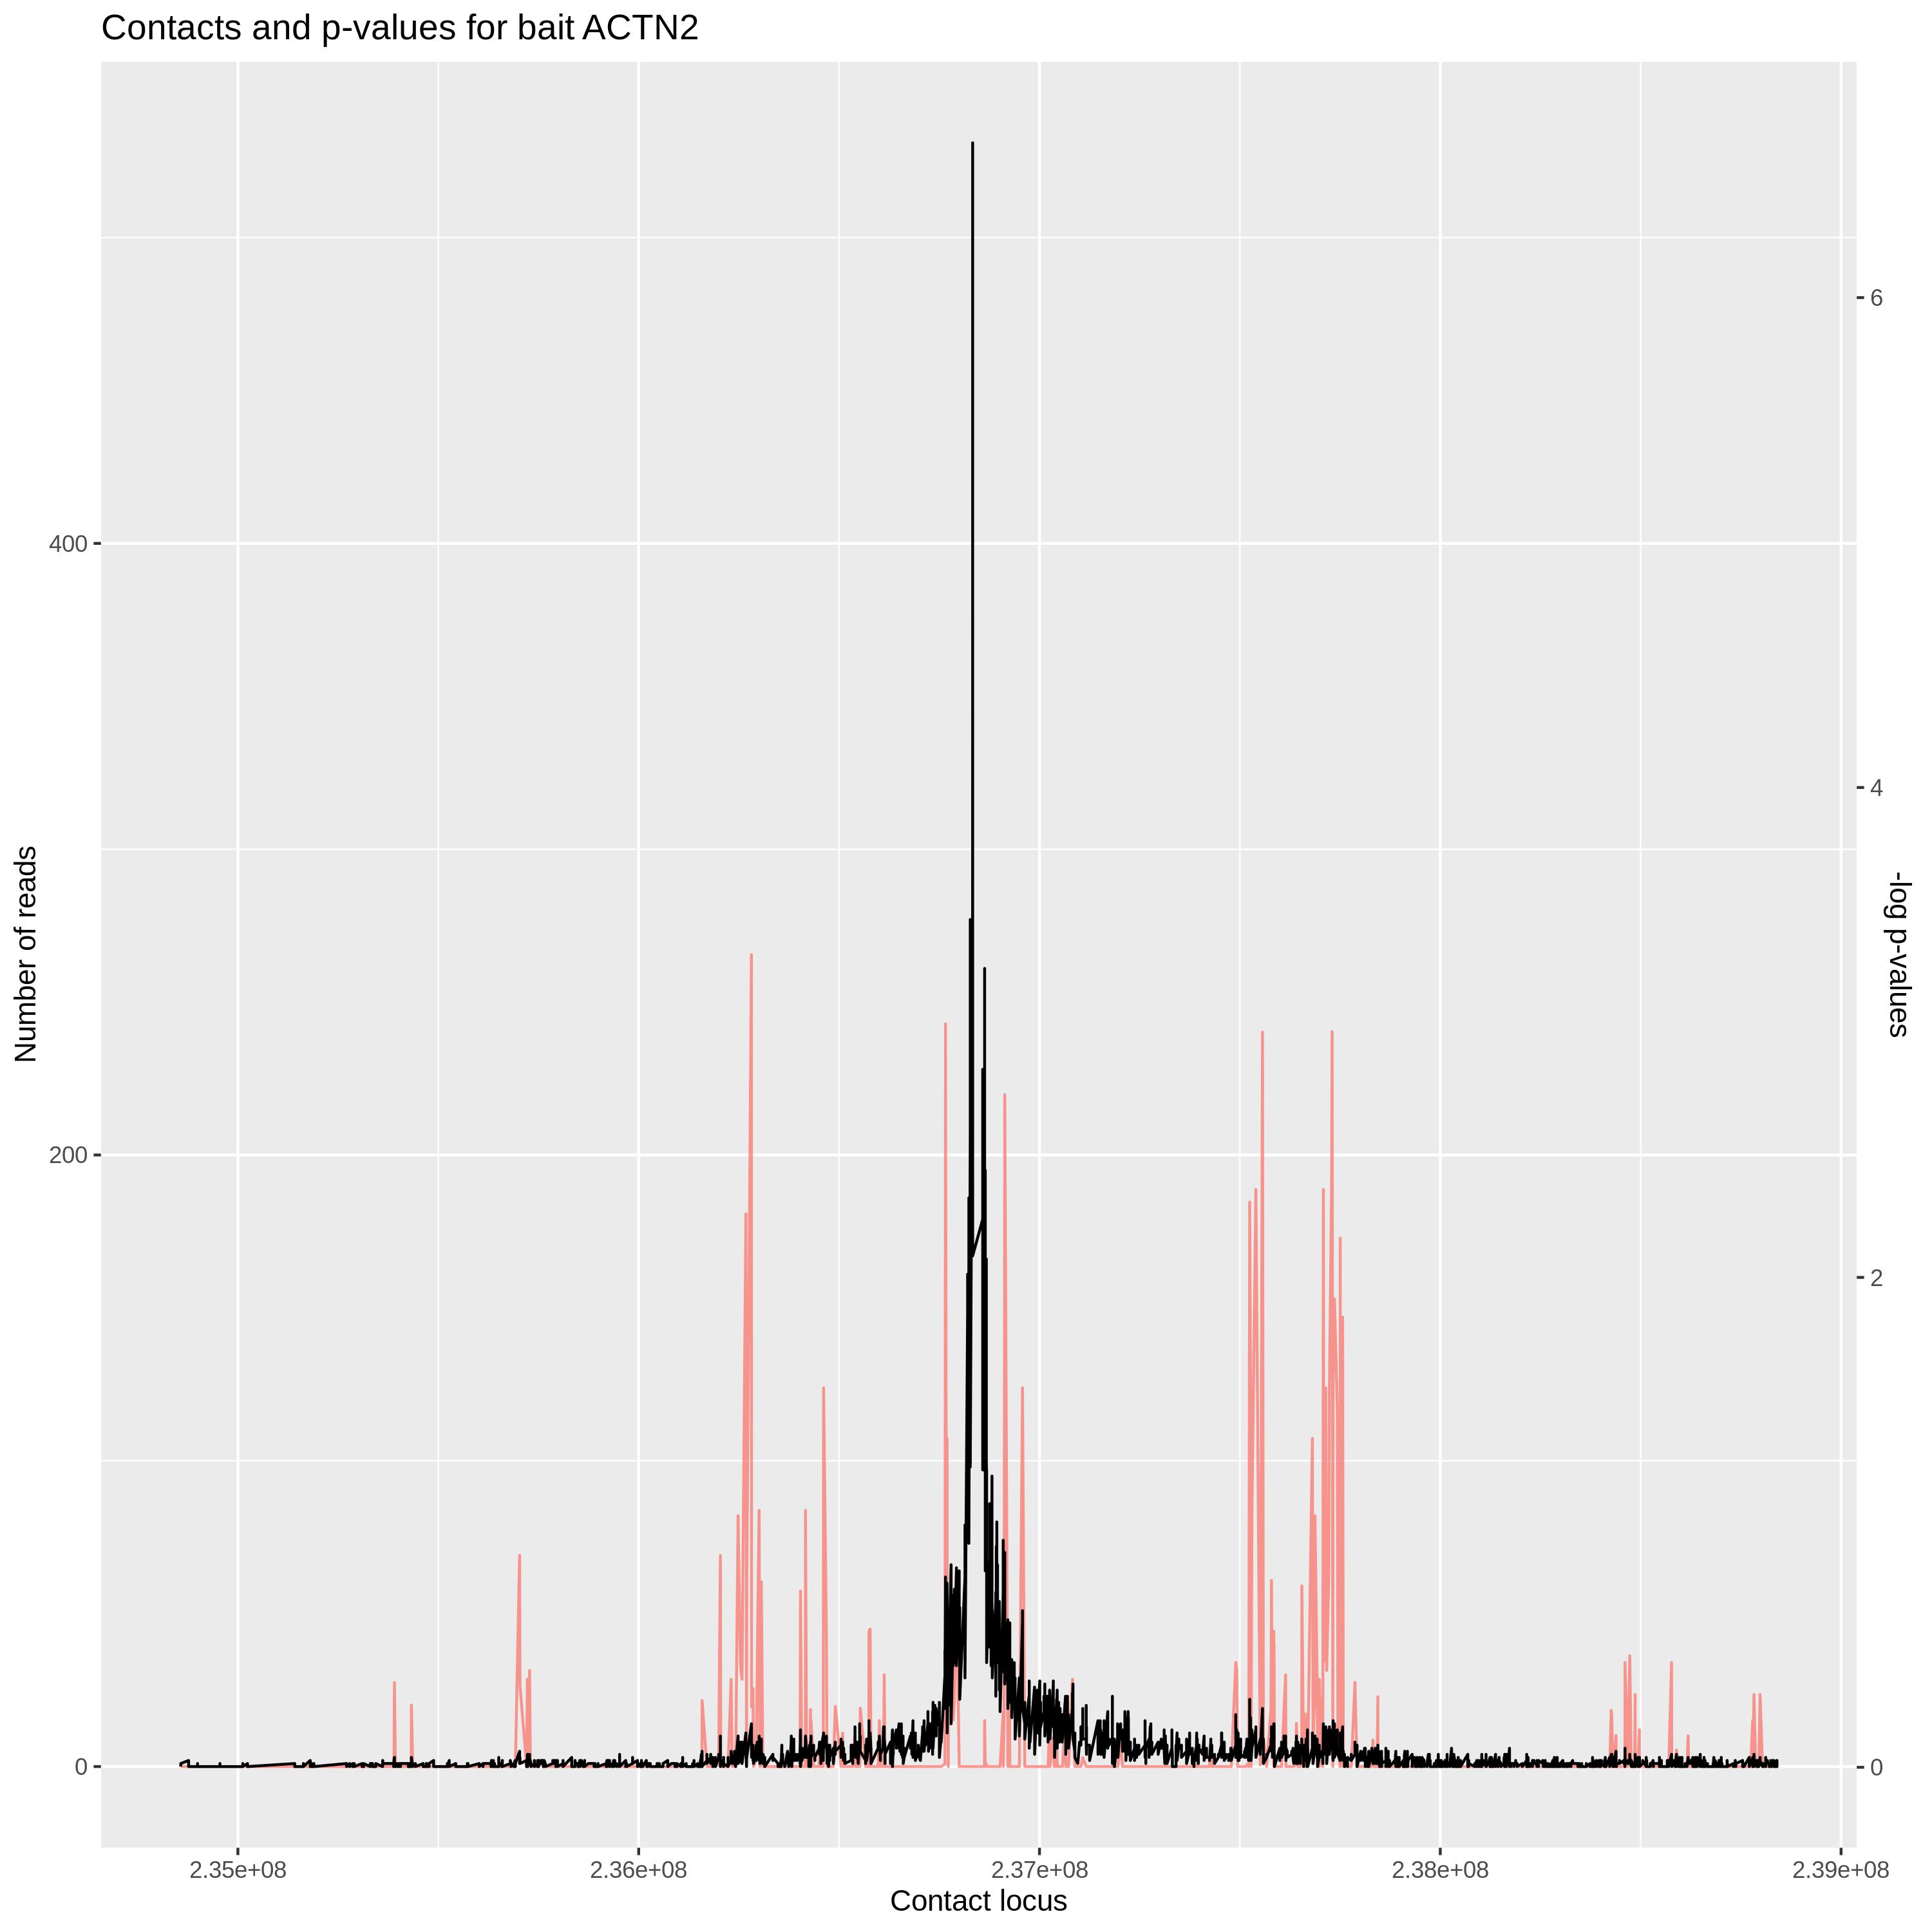 Contacts and p-values for bait ACTN2
Number of reads
400
200
0
6
4
2
0
-log p-values
2.35e+08
2.36e+08
2.37e+08
2.38e+08
2.39e+08
Contact locus